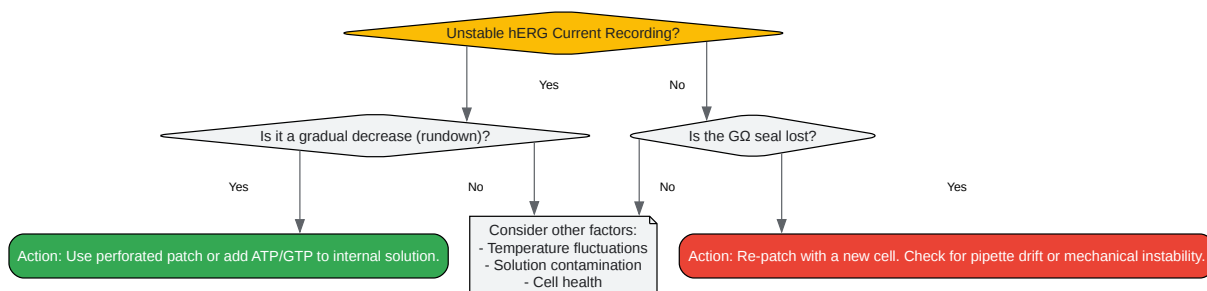 Unstable hERG Current Recording?
Yes
No
Is it a gradual decrease (rundown)?
Is the GΩ seal lost?
Yes
No
No
Yes
Action: Use perforated patch or add ATP/GTP to internal solution.
Consider other factors:
- Temperature fluctuations
- Solution contamination
- Cell health
Action: Re-patch with a new cell. Check for pipette drift or mechanical instability.